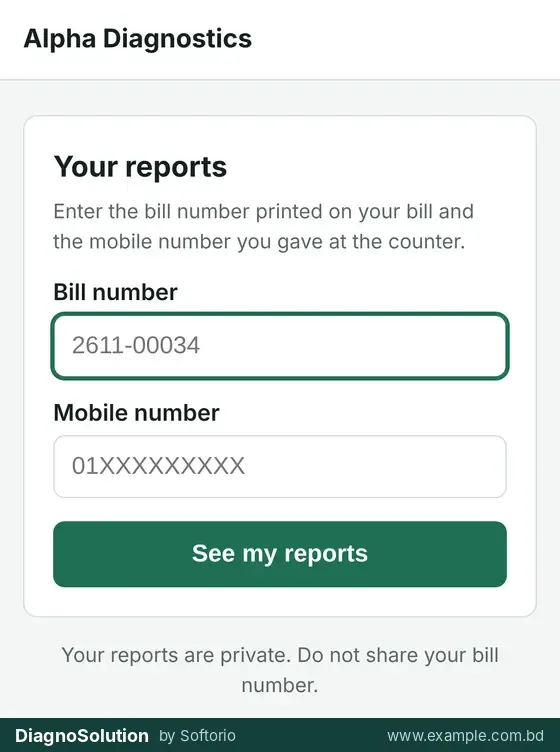 Alpha Diagnostics
Your reports
Enter the bill number printed on your bill and
the mobile number you gave at the counter.
Bill number
2611-00034
Mobile number
01XXXXXXXXX
See my reports
Your reports are private. Do not share your bill
number.
DiagnoSolution by Softorio www.example.com.bd